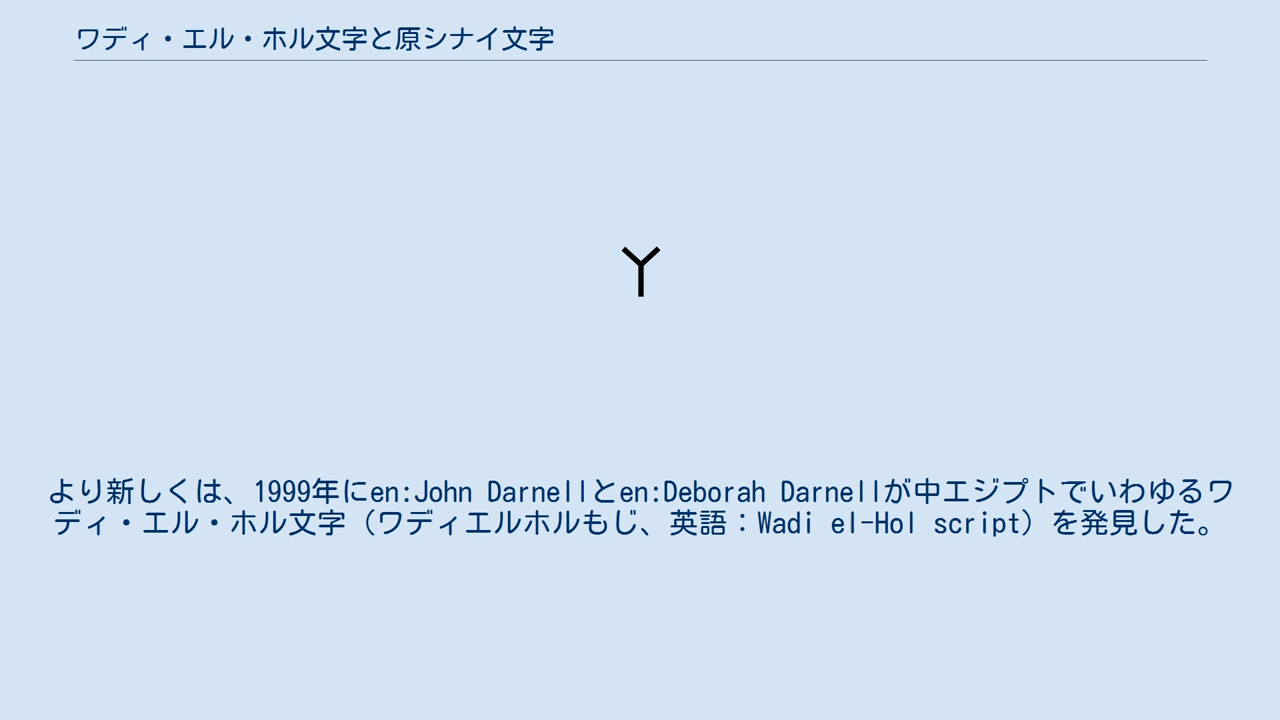 ワディ・エル・ホル文字と原シナイ文字
Y
より新しくは、1999年にen:John Darnellとen:Deborah Darnellが中エジプトでいわゆるワ
ディ・エル・ホル文字（ワディエルホルもじ、英語：Wadi el-Hol script）を発見した。